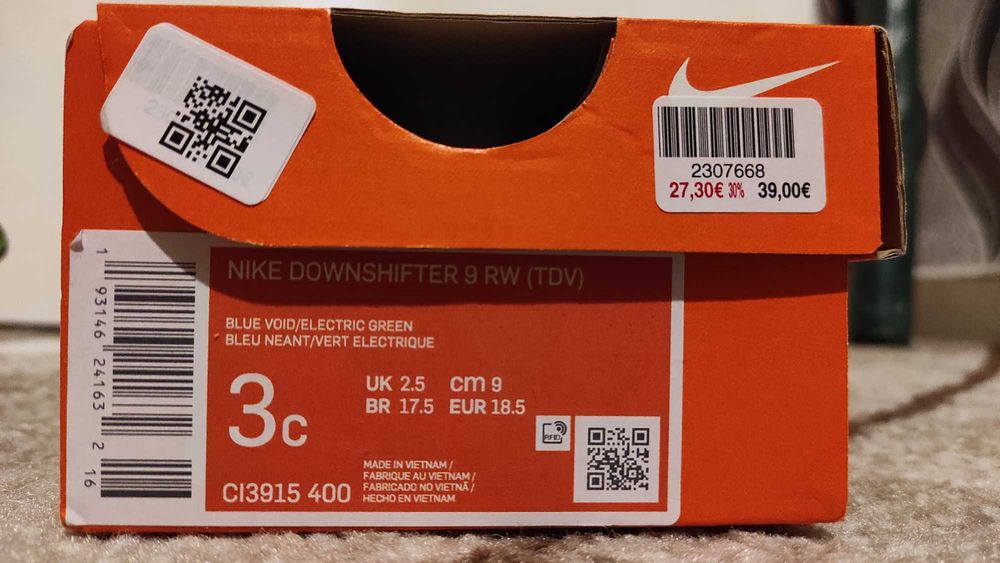 2307668
27,30€ 30% 39,00€
NIKE DOWNSHIFTER 9 RW (TDV)
BLUE VOID/ELECTRIC GREEN
BLEU NEANT/VERT ELECTRIQUE
3C
UK 2.5 cm 9
BR 17.5 EUR 18.5
RFID
CI3915 400
MADE IN VIETNAM /
FABRIQUE AU VIETNAM /
FABRICADO NO VIETNÃ /
HECHO EN VIETNAM
1 93146 24163 2 16